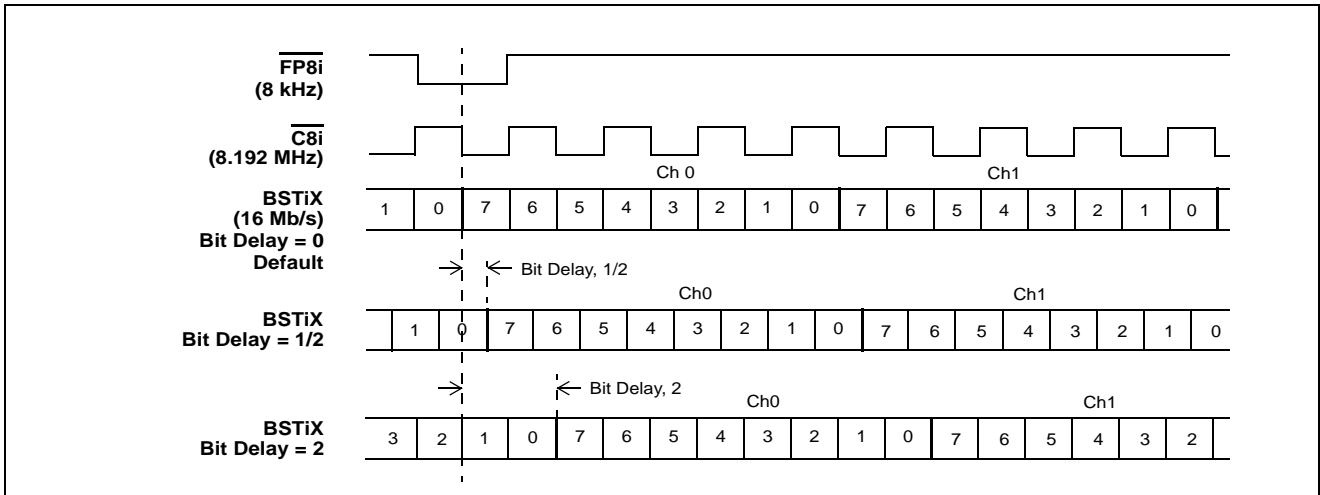 FP8i
(8 kHz)
C8i
(8.192 MHz)
Ch 0 Ch1
BSTiX
(16 Mb/s)
Bit Delay = 0
Default
1 0 7 6 5 4 3 2 1 0 7 6 5 4 3 2 1 0
Bit Delay, 1/2
Ch0 Ch1
BSTiX
Bit Delay = 1/2
1 0 7 6 5 4 3 2 1 0 7 6 5 4 3 2 1 0
Bit Delay, 2
Ch0 Ch1
BSTiX
Bit Delay = 2
3 2 1 0 7 6 5 4 3 2 1 0 7 6 5 4 3 2